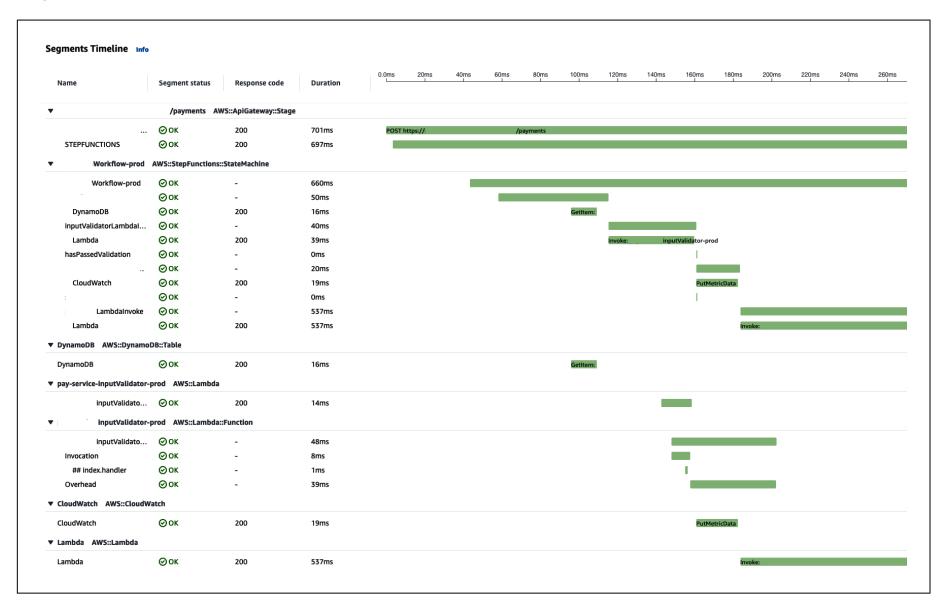 Segments Timeline Info
Name Segment status Response code Duration 0.0ms 20ms 40ms 60ms 80ms 100ms 120ms 140ms 160ms 180ms 200ms 220ms 240ms 260ms
▼ /payments AWS::ApiGateway::Stage
... OK 200 701ms POST https:// /payments
STEPFUNCTIONS OK 200 697ms
▼ Workflow-prod AWS::StepFunctions::StateMachine
Workflow-prod OK - 660ms
OK - 50ms
DynamoDB OK 200 16ms GetItem:
InputValidatorLambdaI... OK - 40ms
Lambda OK 200 39ms Invoke: InputValidator-prod
hasPassedValidation OK - 0ms
.. OK - 20ms
CloudWatch OK 200 19ms PutMetricData
OK - 0ms
LambdaInvoke OK - 537ms
Lambda OK 200 537ms Invoke:
▼ DynamoDB AWS::DynamoDB::Table
DynamoDB OK 200 16ms GetItem:
▼ pay-service-InputValidator-prod AWS::Lambda
InputValidato... OK 200 14ms
▼ InputValidator-prod AWS::Lambda::Function
InputValidato... OK - 48ms
Invocation OK - 8ms
## index.handler OK - 1ms
Overhead OK - 39ms
▼ CloudWatch AWS::CloudWatch
CloudWatch OK 200 19ms PutMetricData
▼ Lambda AWS::Lambda
Lambda OK 200 537ms Invoke: